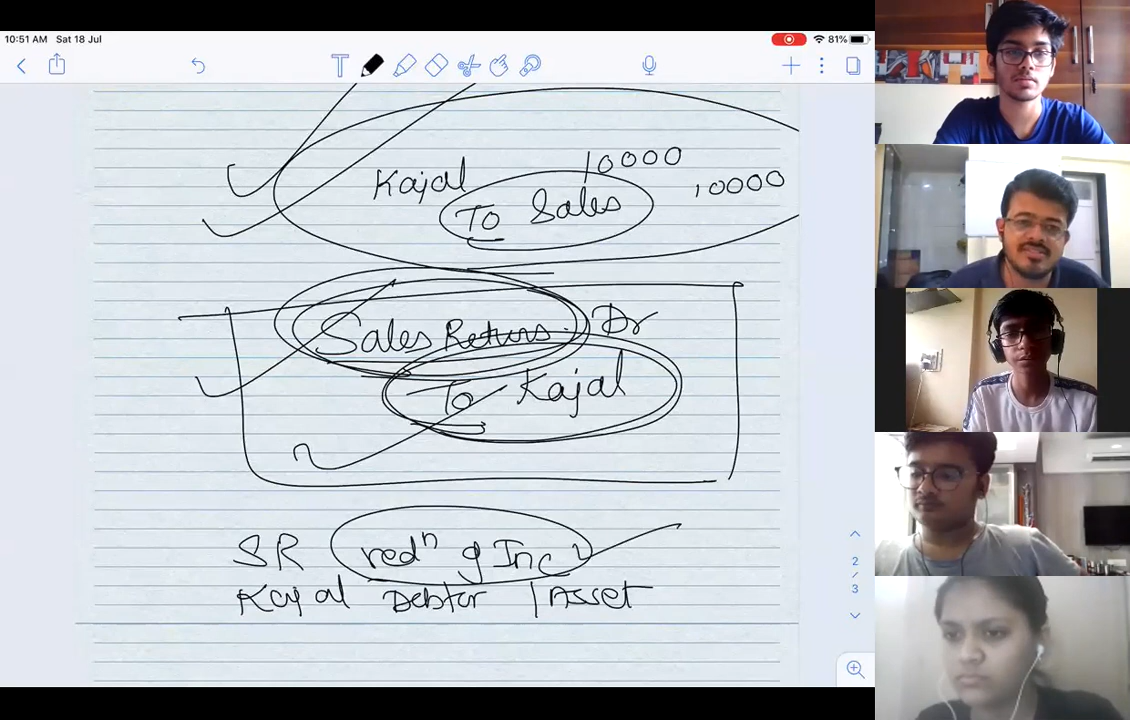 10:51 AM Sat 18 Jul
81%
Kajal 10000
To Sales 10000
Sales Return Dr
To Kajal
SR redn of Inc
Kajal Debtor | Asset
2
/
3